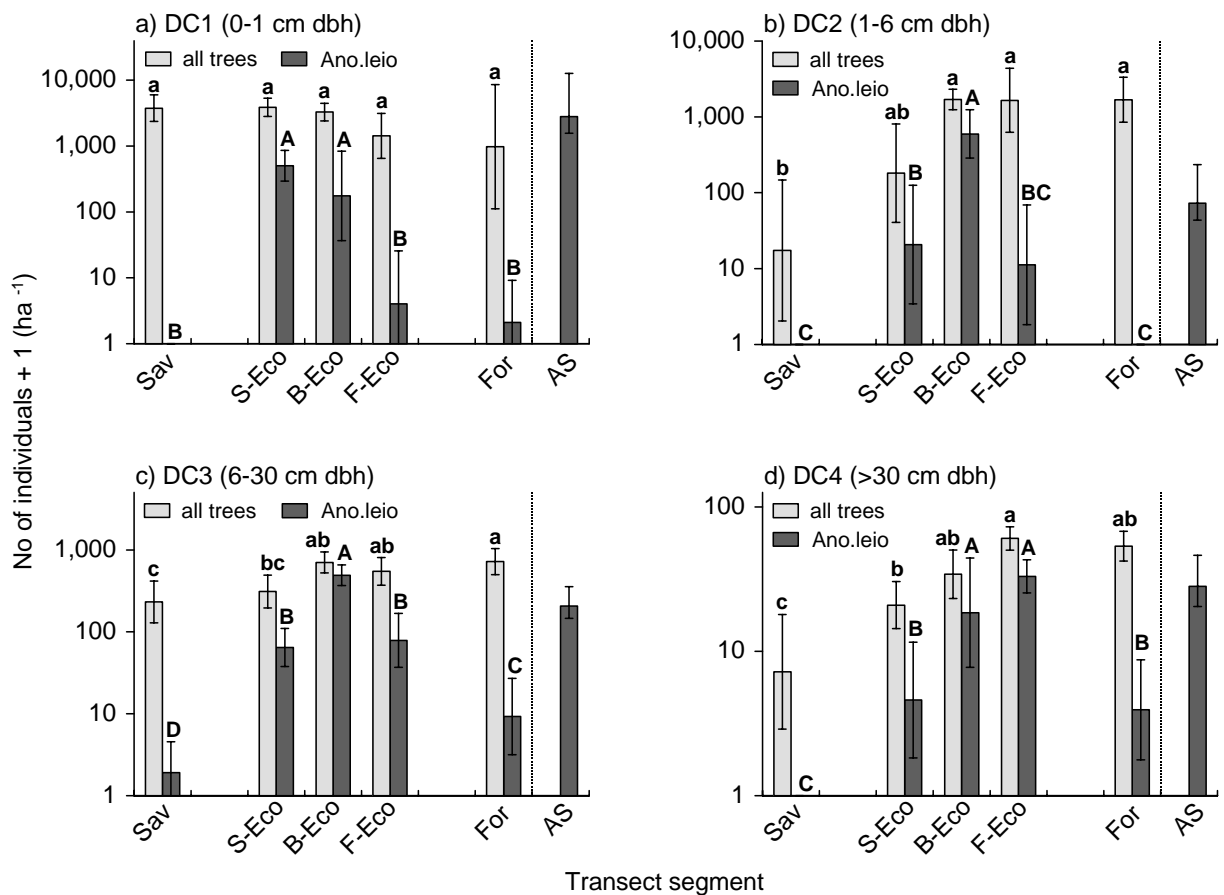 a) DC1 (0-1 cm dbh)
all trees Ano.leio
10,000
1,000
100
10
1
a
B
a
A
a
A
a
B
a
B
Sav
S-Eco
B-Eco
F-Eco
For
AS
b) DC2 (1-6 cm dbh)
all trees
Ano.leio
10,000
1,000
100
10
1
b
C
ab
B
a
A
a
BC
a
C
Sav
S-Eco
B-Eco
F-Eco
For
AS
No of individuals + 1 (ha -1)
c) DC3 (6-30 cm dbh)
all trees Ano.leio
1,000
100
10
1
c
D
bc
B
ab
A
ab
B
a
C
Sav
S-Eco
B-Eco
F-Eco
For
AS
d) DC4 (>30 cm dbh)
all trees
Ano.leio
100
10
1
c
C
b
B
ab
A
a
A
ab
B
Sav
S-Eco
B-Eco
F-Eco
For
AS
Transect segment